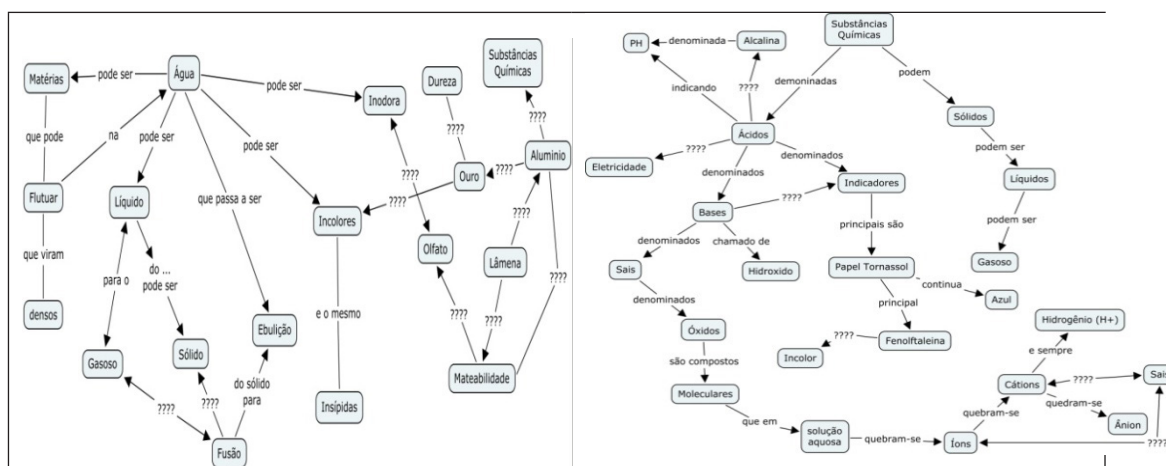 Matérias
pode ser
Água
pode ser
Inodora
Dureza
Substâncias
Químicas
que pode
na
pode ser
pode ser
????
????
????
Aluminio
Flutuar
Líquido
que passa a ser
Incolores
????
Ouro
????
que viram
para o
do ...
pode ser
Olfato
????
Lâmena
????
densos
e o mesmo
????
????
Gasoso
Sólido
Ebulição
Mateabilidade
????
????
do sólido
para
Insípidas
Fusão
PH
denominada
Alcalina
Substâncias
Químicas
indicando
????
demoninadas
podem
Ácidos
Sólidos
Eletricidade
????
denominados
denominados
podem ser
Bases
????
Indicadores
Líquidos
denominados
chamado de
principais são
podem ser
Sais
Hidroxido
Papel Tornassol
continua
Gasoso
Azul
denominados
principal
Óxidos
Incolor
????
Fenolftaleina
Hidrogênio (H+)
são compostos
e sempre
Moleculares
Cátions
????
Sais
que em
quebram-se
quedram-se
Ânion
solução
aquosa
quebram-se
Íons
????